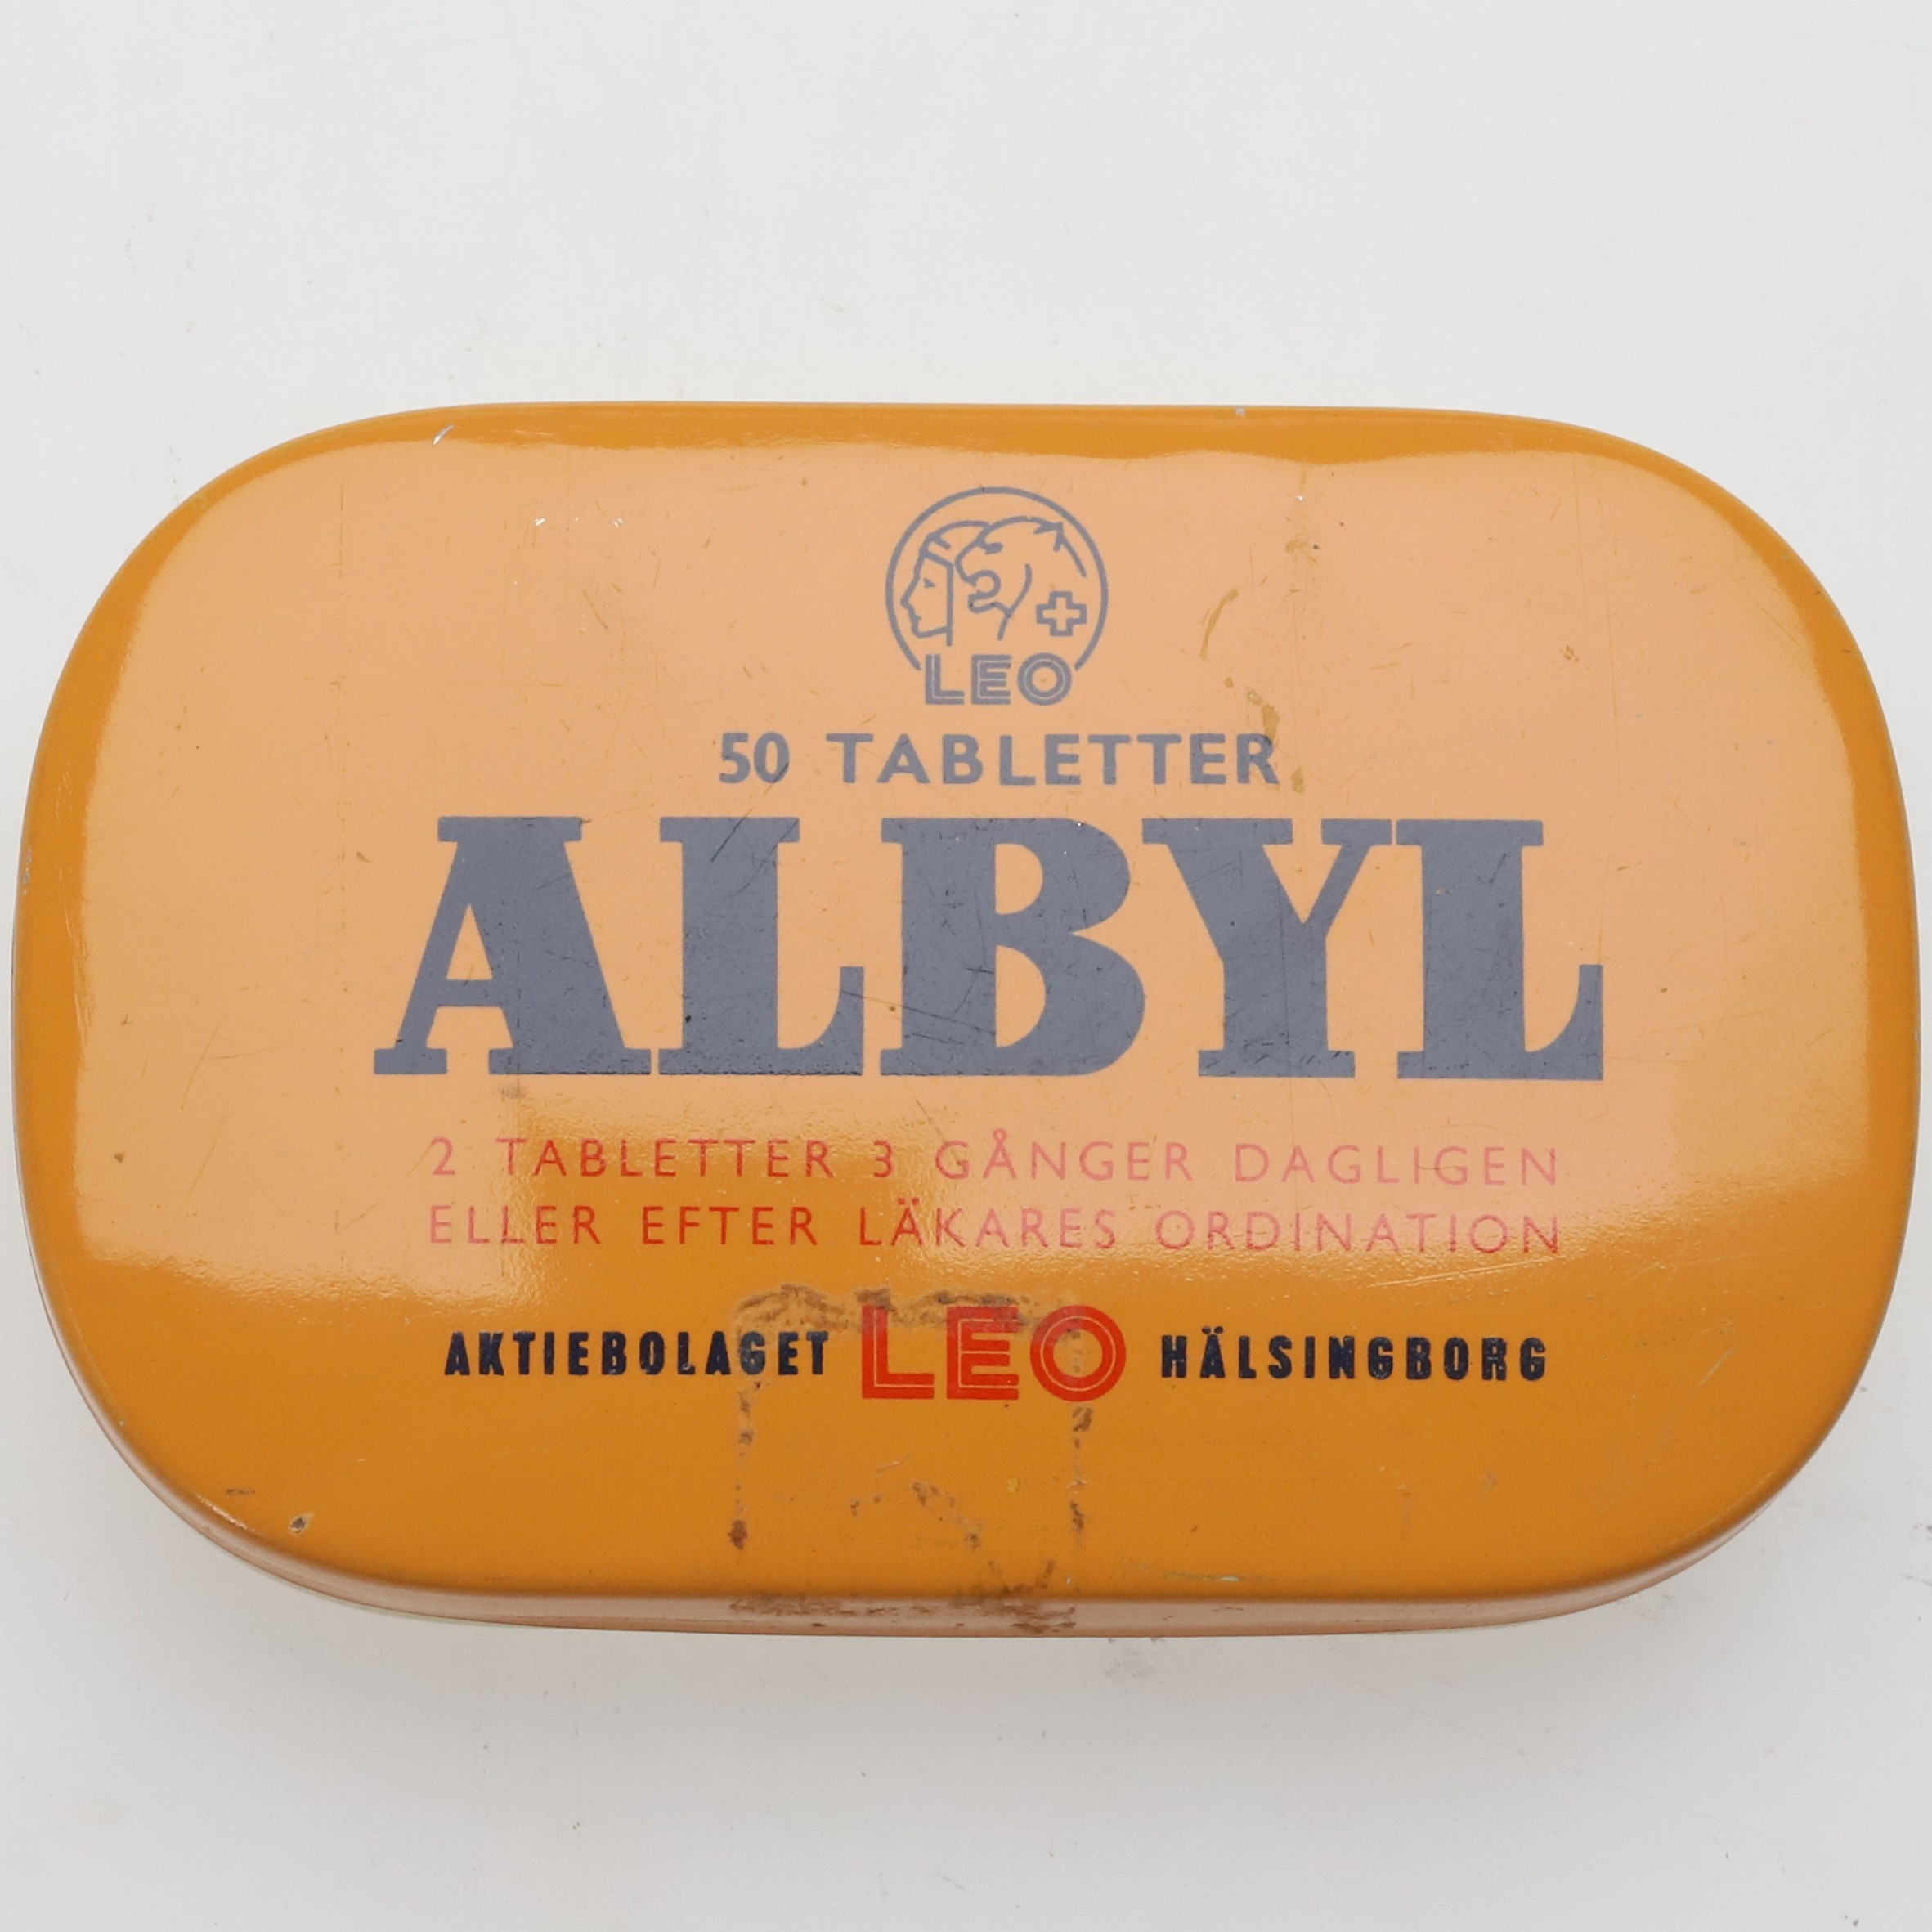 LEO
50 TABLETTER
ALBYL
2 TABLETTER 3 GÅNGER DAGLIGEN
ELLER EFTER LÄKARES ORDINATION
AKTIEBOLAGET LEO HÄLSINGBORG